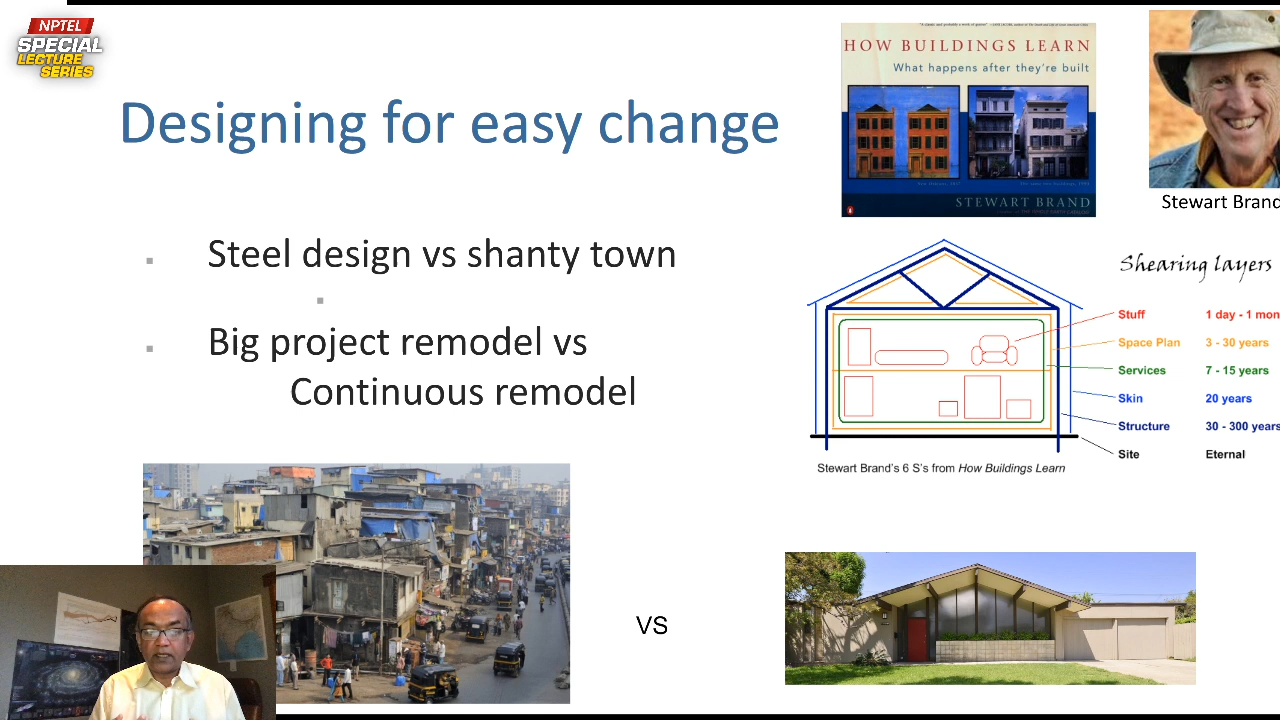 NPTEL
SPECIAL
LECTURE
SERIES
Designing for easy change
Steel design vs shanty town
Big project remodel vs
Continuous remodel
HOW BUILDINGS LEARN
What happens after they're built
STEWART BRAND
Stewart Brand
Shearing layers
Stuff 1 day - 1 mon
Space Plan 3 - 30 years
Services 7 - 15 years
Skin 20 years
Structure 30 - 300 years
Site Eternal
Stewart Brand's 6 S's from How Buildings Learn
VS